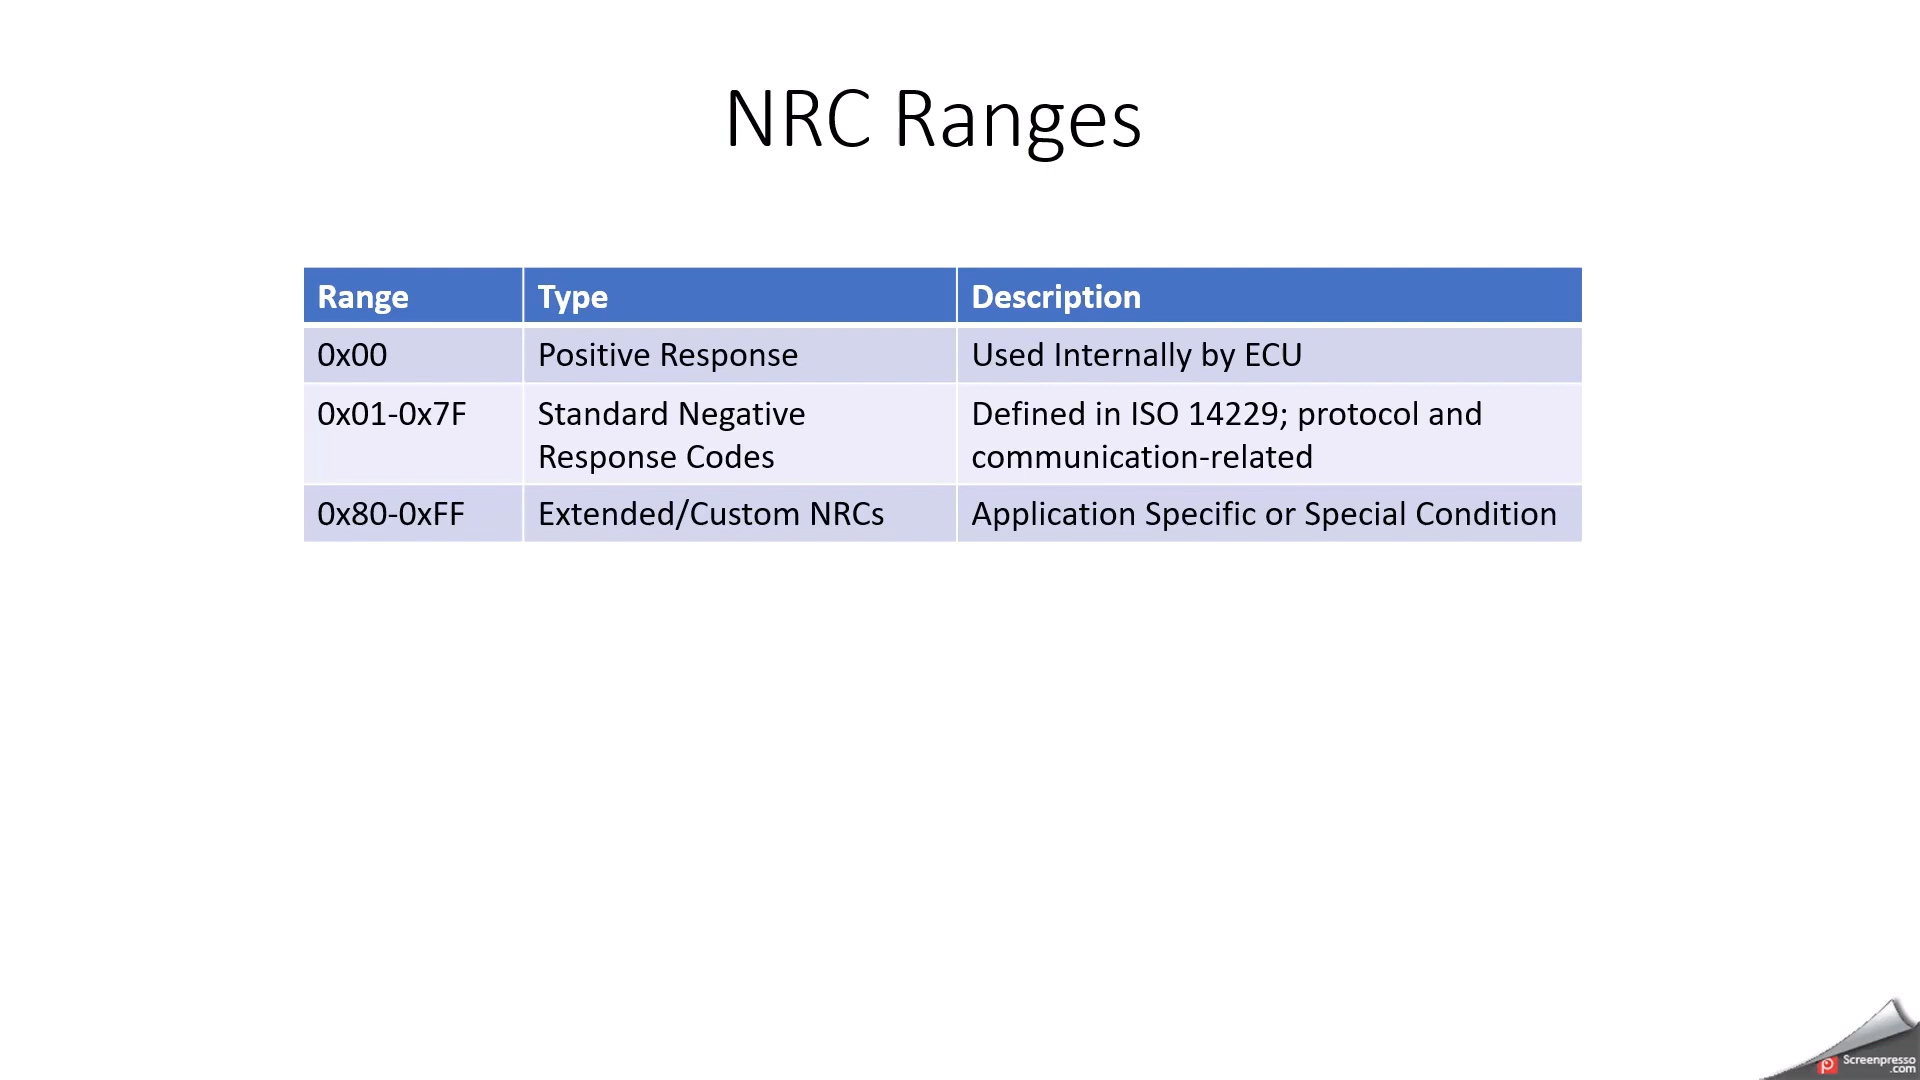 NRC Ranges
Range Type Description
0x00 Positive Response Used Internally by ECU
0x01-0x7F Standard Negative Defined in ISO 14229; protocol and
Response Codes communication-related
0x80-0xFF Extended/Custom NRCs Application Specific or Special Condition
Screenpresso
.com